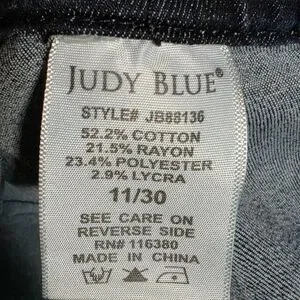 JUDY BLUE®
STYLE# JB88136
52.2% COTTON
21.5% RAYON
23.4% POLYESTER
2.9% LYCRA
11/30
SEE CARE ON
REVERSE SIDE
RN# 116380
MADE IN CHINA